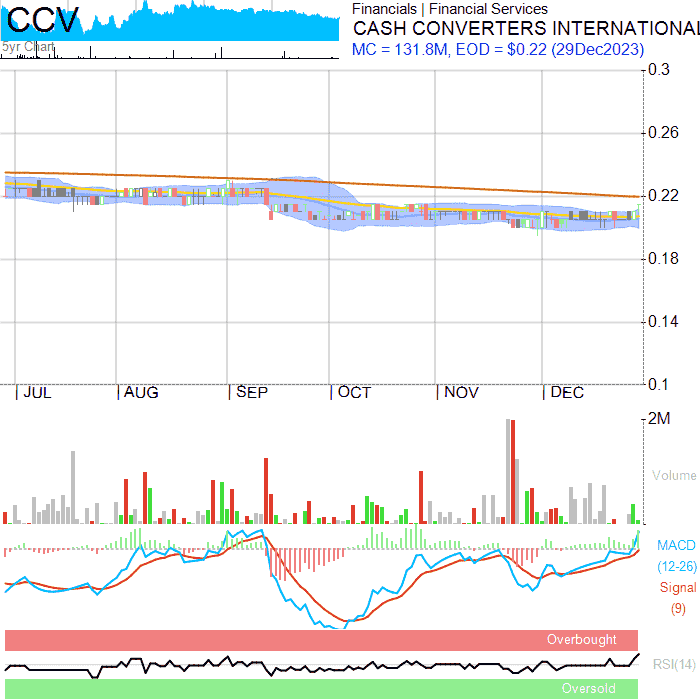 CCV
Financials | Financial Services
CASH CONVERTERS INTERNATIONAL
5yr Chart
MC = 131.8M, EOD = $0.22 (29Dec2023)
0.3
0.26
0.22
0.18
0.14
0.1
JUL
AUG
SEP
OCT
NOV
DEC
2M
Volume
MACD
(12-26)
Signal
(9)
Overbought
RSI(14)
Oversold